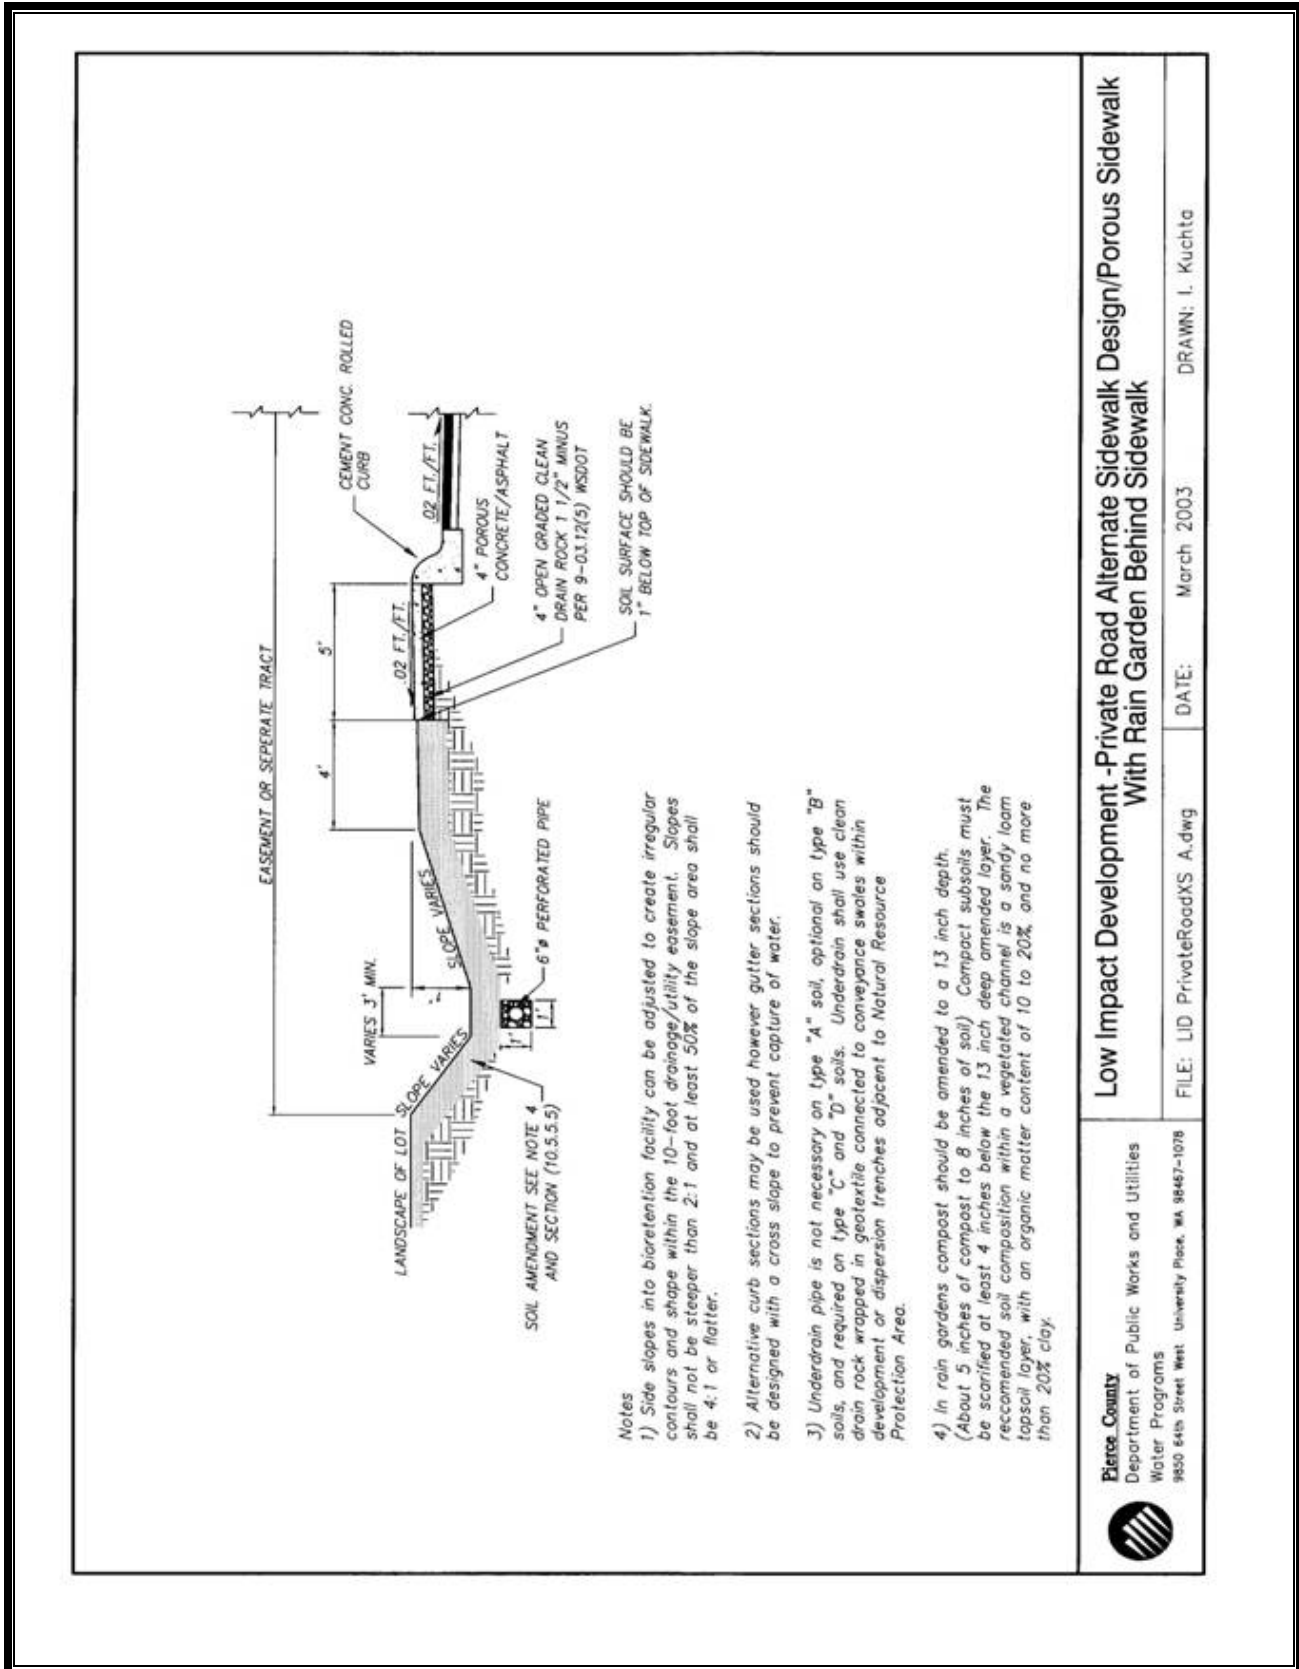 EASEMENT OR SEPERATE TRACT
4'
5'
VARIES 3' MIN.
CEMENT CONC. ROLLED
CURB
LANDSCAPE OF LOT
SLOPE VARIES
SLOPE VARIES
.02 FT./FT.
.02 FT./FT.
1'
1'
6"ø PERFORATED PIPE
4" POROUS
CONCRETE/ASPHALT
4" OPEN GRADED CLEAN
DRAIN ROCK 1 1/2" MINUS
PER 9-03.12(5) WSDOT
SOIL SURFACE SHOULD BE
1" BELOW TOP OF SIDEWALK.
SOIL AMENDMENT SEE NOTE 4
AND SECTION (10.5.5.5)
Notes
1) Side slopes into bioretention facility can be adjusted to create irregular
contours and shape within the 10-foot drainage/utility easement. Slopes
shall not be steeper than 2:1 and at least 50% of the slope area shall
be 4:1 or flatter.
2) Alternative curb sections may be used however gutter sections should
be designed with a cross slope to prevent capture of water.
3) Underdrain pipe is not necessary on type "A" soil, optional on type "B"
soils, and required on type "C" and "D" soils. Underdrain shall use clean
drain rock wrapped in geotextile connected to conveyance swales within
development or dispersion trenches adjacent to Natural Resource
Protection Area.
4) In rain gardens compost should be amended to a 13 inch depth.
(About 5 inches of compost to 8 inches of soil) Compact subsoils must
be scarified at least 4 inches below the 13 inch deep amended layer. The
reccomended soil composition within a vegetated channel is a sandy loam
topsoil layer, with an organic matter content of 10 to 20%, and no more
than 20% clay.
Pierce County
Department of Public Works and Utilities
Water Programs
9850 64th Street West University Place, WA 98467-1078
Low Impact Development -Private Road Alternate Sidewalk Design/Porous Sidewalk
With Rain Garden Behind Sidewalk
FILE: LID PrivateRoadXS A.dwg
DATE: March 2003
DRAWN: I. Kuchta